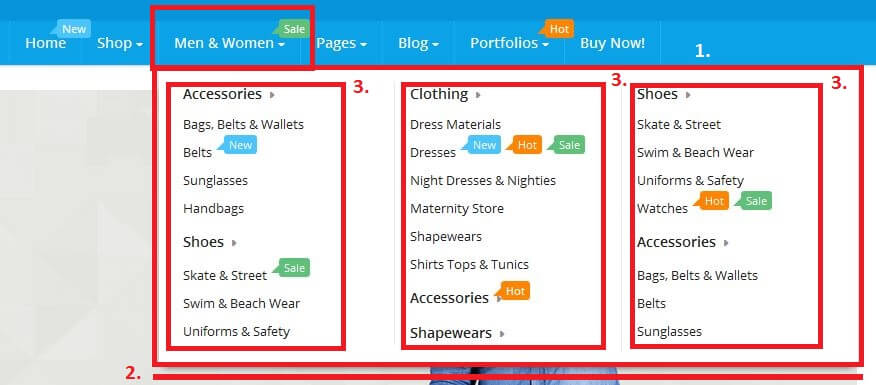 New Sale Hot
Home Shop Men & Women Pages Blog Portfolios Buy Now!
1.
3. 3. 3.
Accessories
Bags, Belts & Wallets
Belts New
Sunglasses
Handbags
Shoes
Skate & Street Sale
Swim & Beach Wear
Uniforms & Safety
Clothing
Dress Materials
Dresses New Hot Sale
Night Dresses & Nighties
Maternity Store
Shapewears
Shirts Tops & Tunics
Accessories Hot
Shapewears
Shoes
Skate & Street
Swim & Beach Wear
Uniforms & Safety
Watches Hot Sale
Accessories
Bags, Belts & Wallets
Belts
Sunglasses
2.